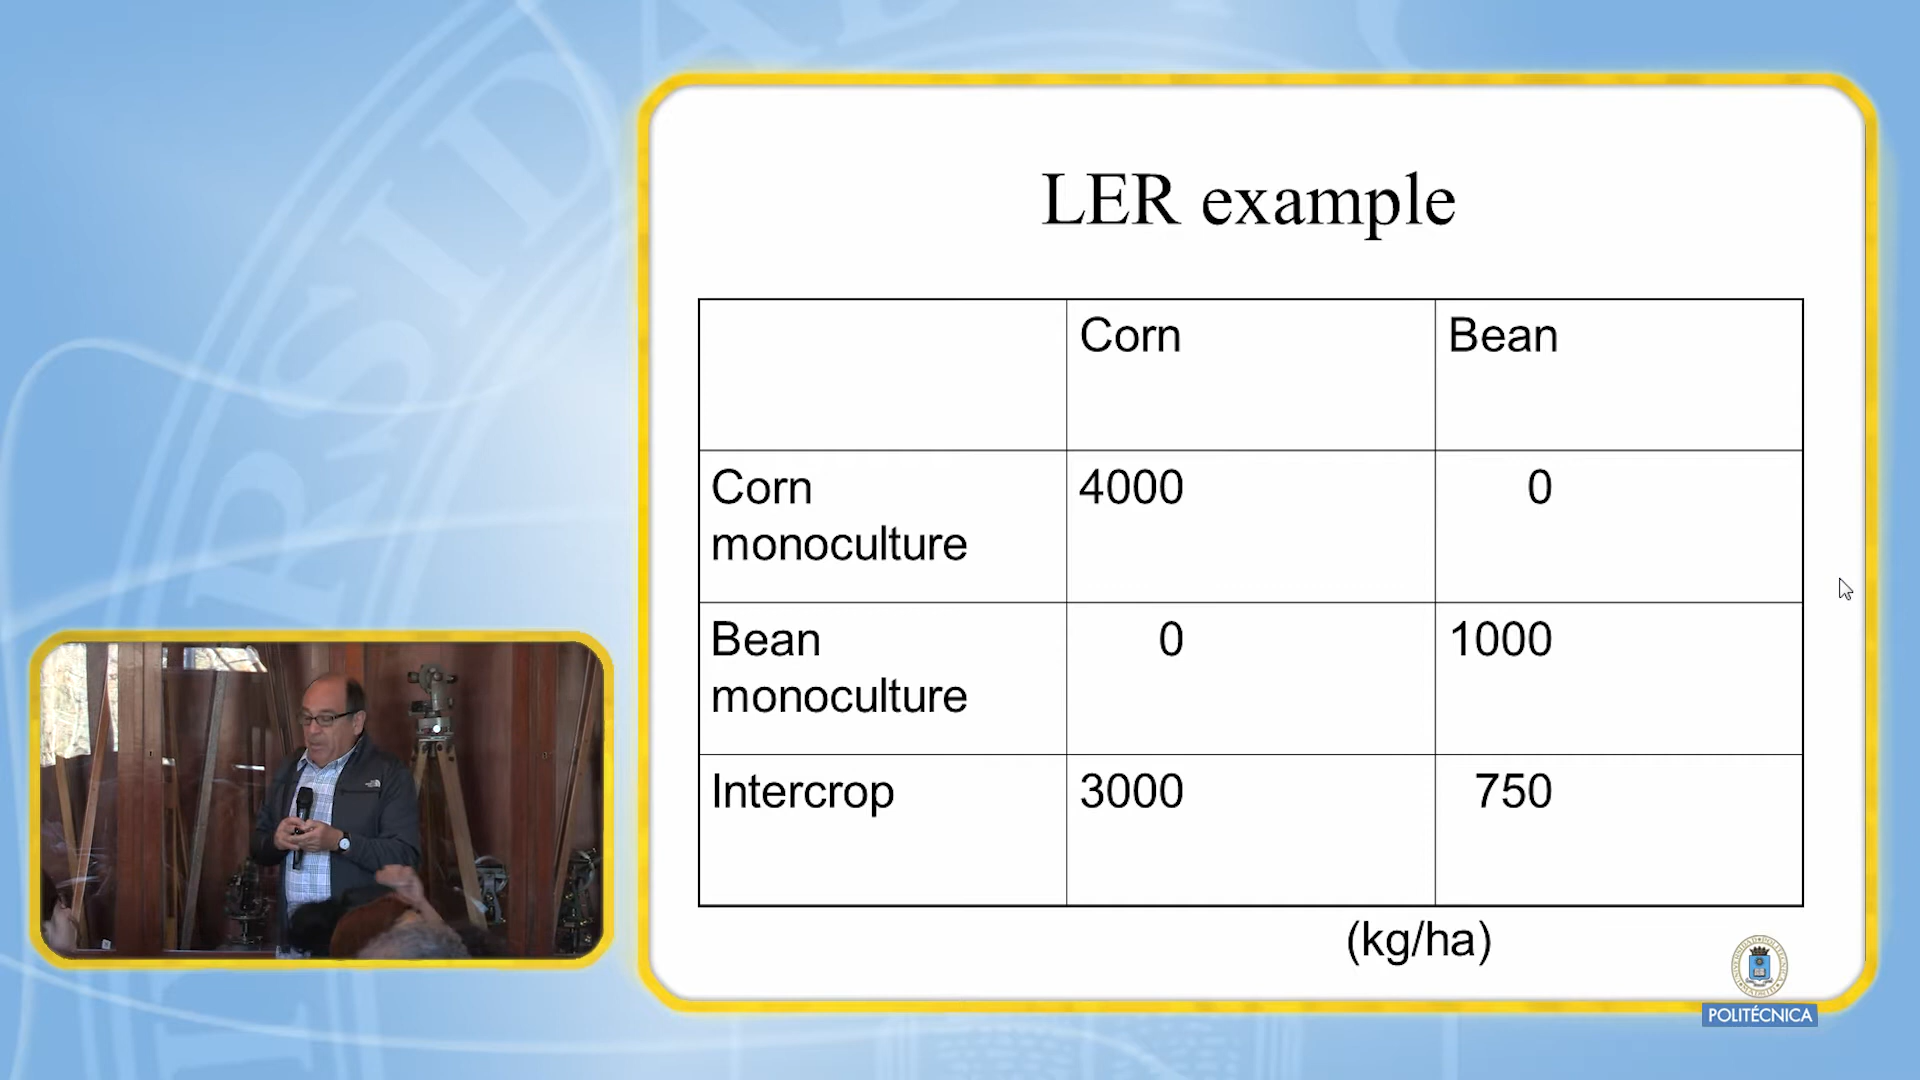 LER example
Corn Bean
Corn 4000 0
monoculture
Bean 0 1000
monoculture
Intercrop 3000 750
(kg/ha)
POLITÉCNICA